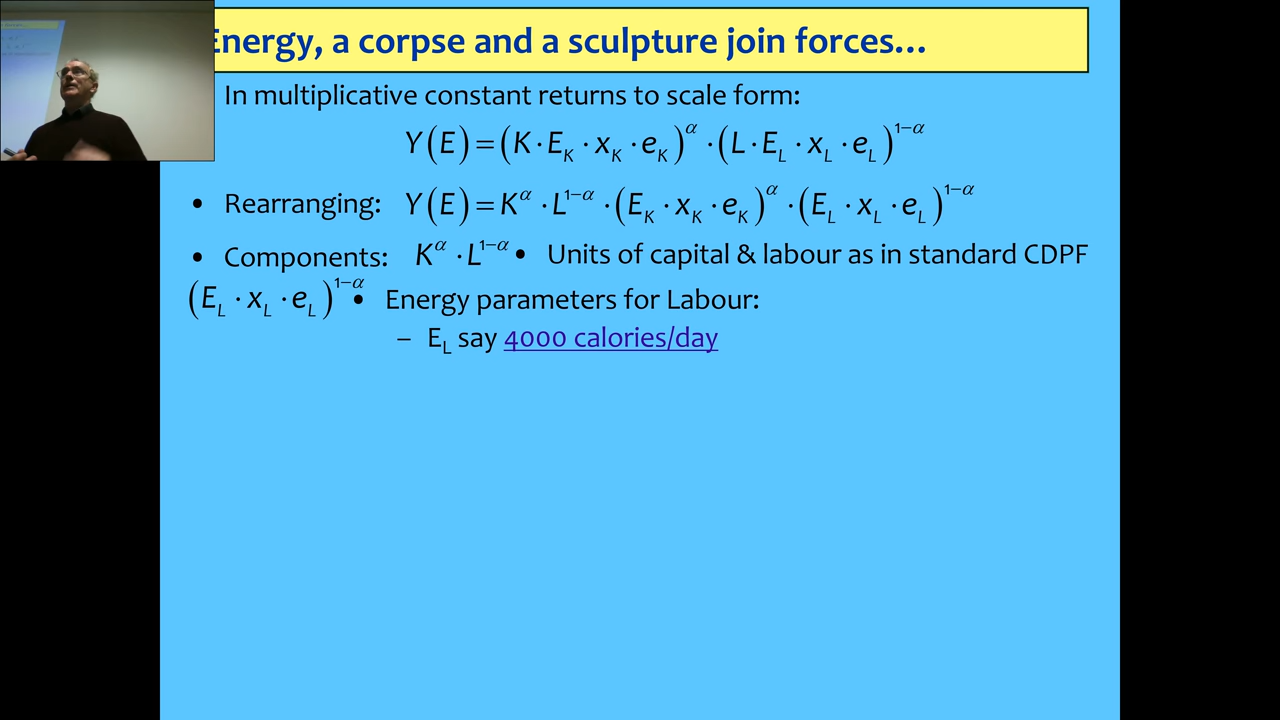 Energy, a corpse and a sculpture join forces…
In multiplicative constant returns to scale form:
Y(E) = (K · E_K · x_K · e_K)^α · (L · E_L · x_L · e_L)^{1−α}
• Rearranging: Y(E) = K^α · L^{1−α} · (E_K · x_K · e_K)^α · (E_L · x_L · e_L)^{1−α}
• Components: K^α · L^{1−α} • Units of capital & labour as in standard CDPF
(E_L · x_L · e_L)^{1−α} • Energy parameters for Labour:
– E_L say 4000 calories/day